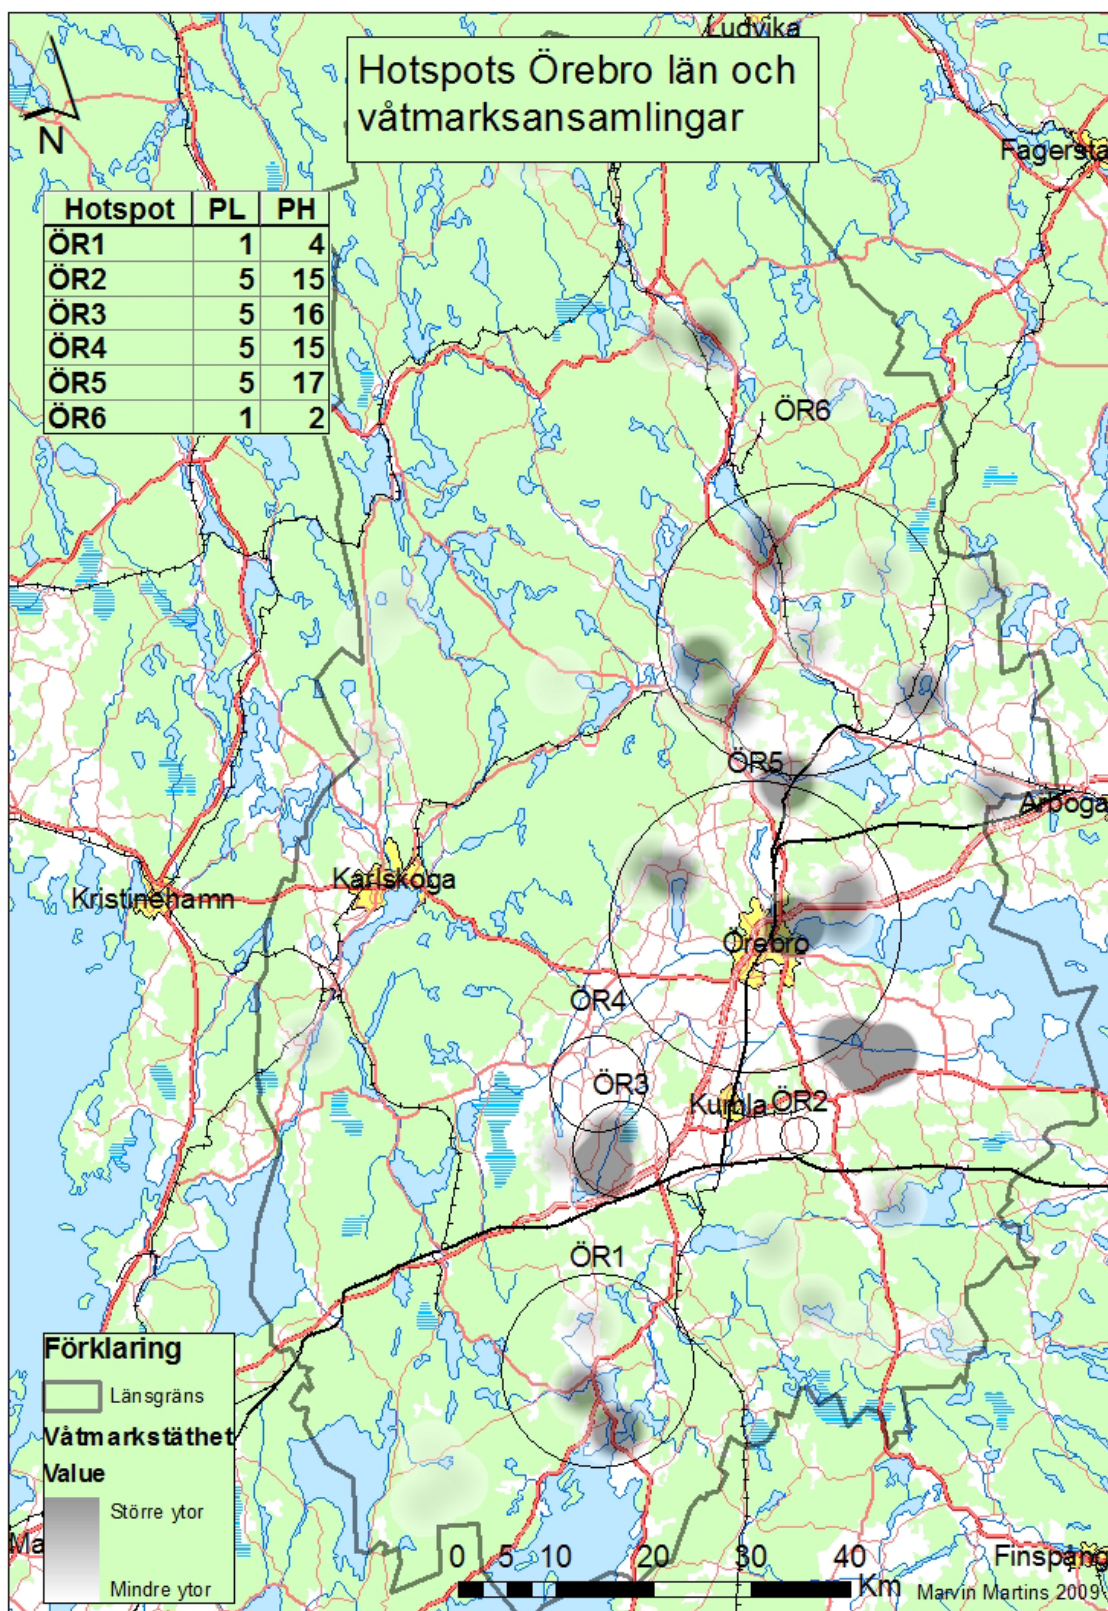 Ludvika
Hotspots Örebro län och
våtmarksansamlingar
Fagersta
N
Hotspot PL PH
ÖR1 1 4
ÖR2 5 15
ÖR3 5 16
ÖR4 5 15
ÖR5 5 17
ÖR6 1 2
ÖR6
ÖR5
Arboga
Karlskoga
Kristinehamn
Örebro
ÖR4
ÖR3
Kumla
ÖR2
ÖR1
Förklaring
Länsgräns
Våtmarkstäthet
Value
Större ytor
Mindre ytor
Ma
0 5 10 20 30 40
Km
Finspång
Marvin Martins 2009